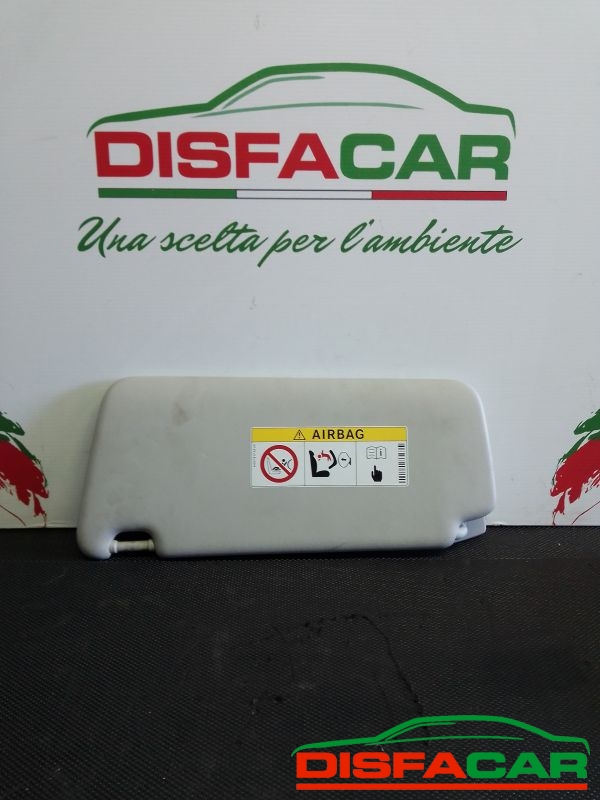 DISFACAR
Una scelta per l'ambiente
AIRBAG
DISFACAR